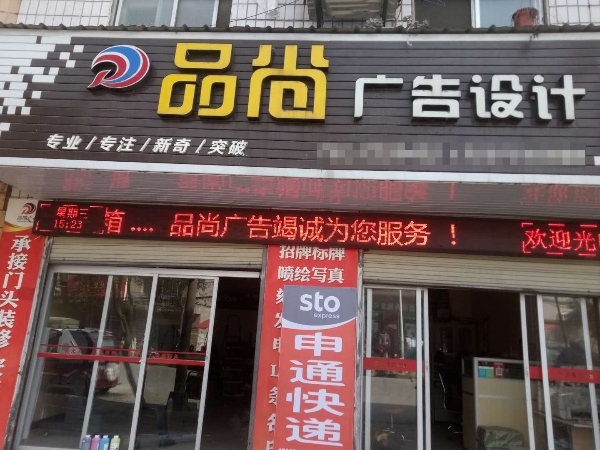 品尚 广告设计
专业/专注/新奇/突破
星期三
15:23
箱.... 品尚广告竭诚为您服务 ！
欢迎光
承接门头装修
招牌标牌
喷绘写真
sto
express
申通快递